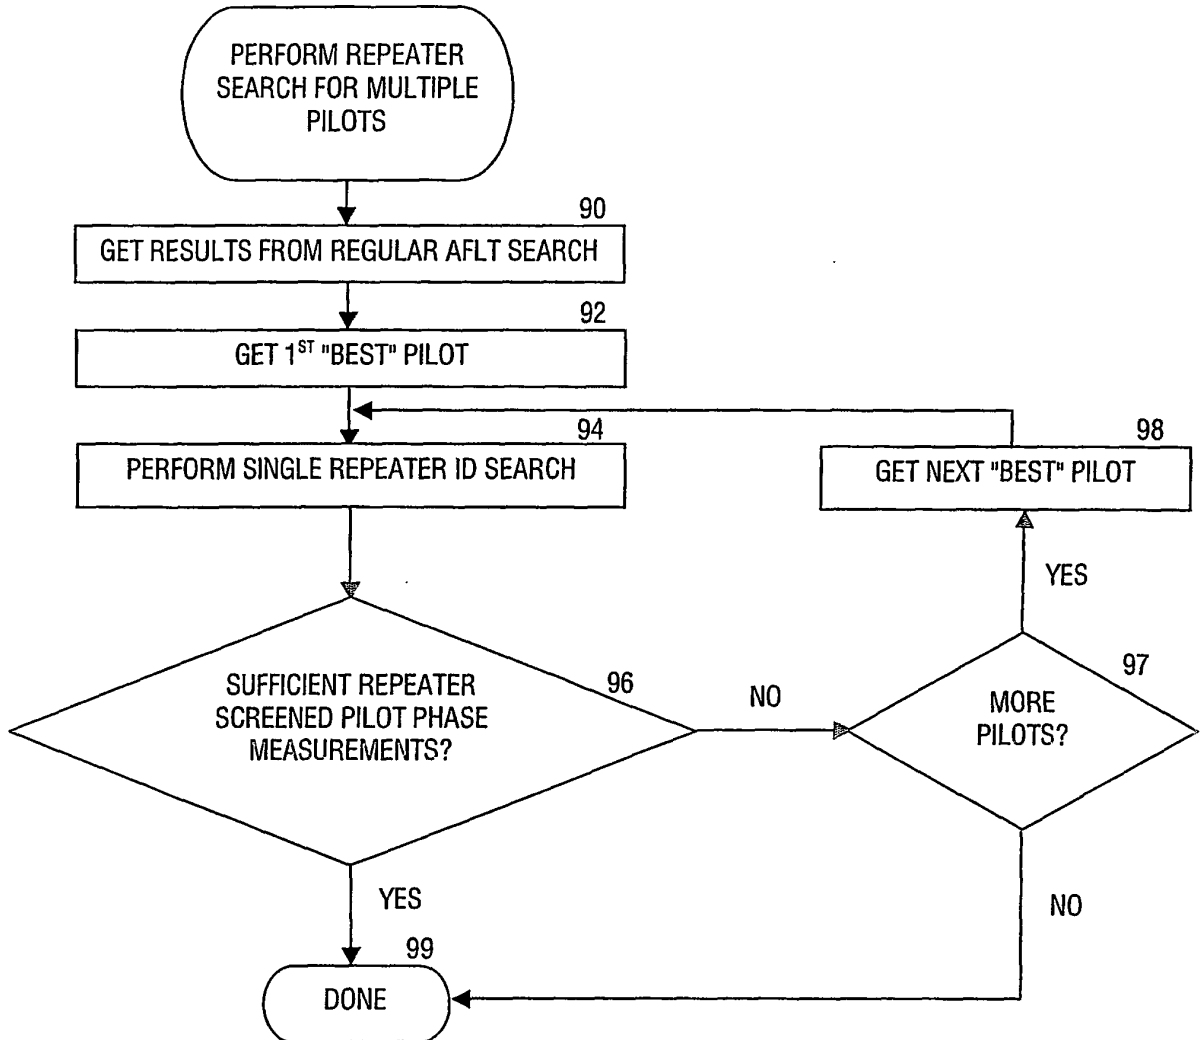 PERFORM REPEATER
SEARCH FOR MULTIPLE
PILOTS
90
GET RESULTS FROM REGULAR AFLT SEARCH
92
GET 1ST "BEST" PILOT
94
PERFORM SINGLE REPEATER ID SEARCH
98
GET NEXT "BEST" PILOT
YES
SUFFICIENT REPEATER
SCREENED PILOT PHASE
MEASUREMENTS?
96
NO
97
MORE
PILOTS?
YES
NO
99
DONE